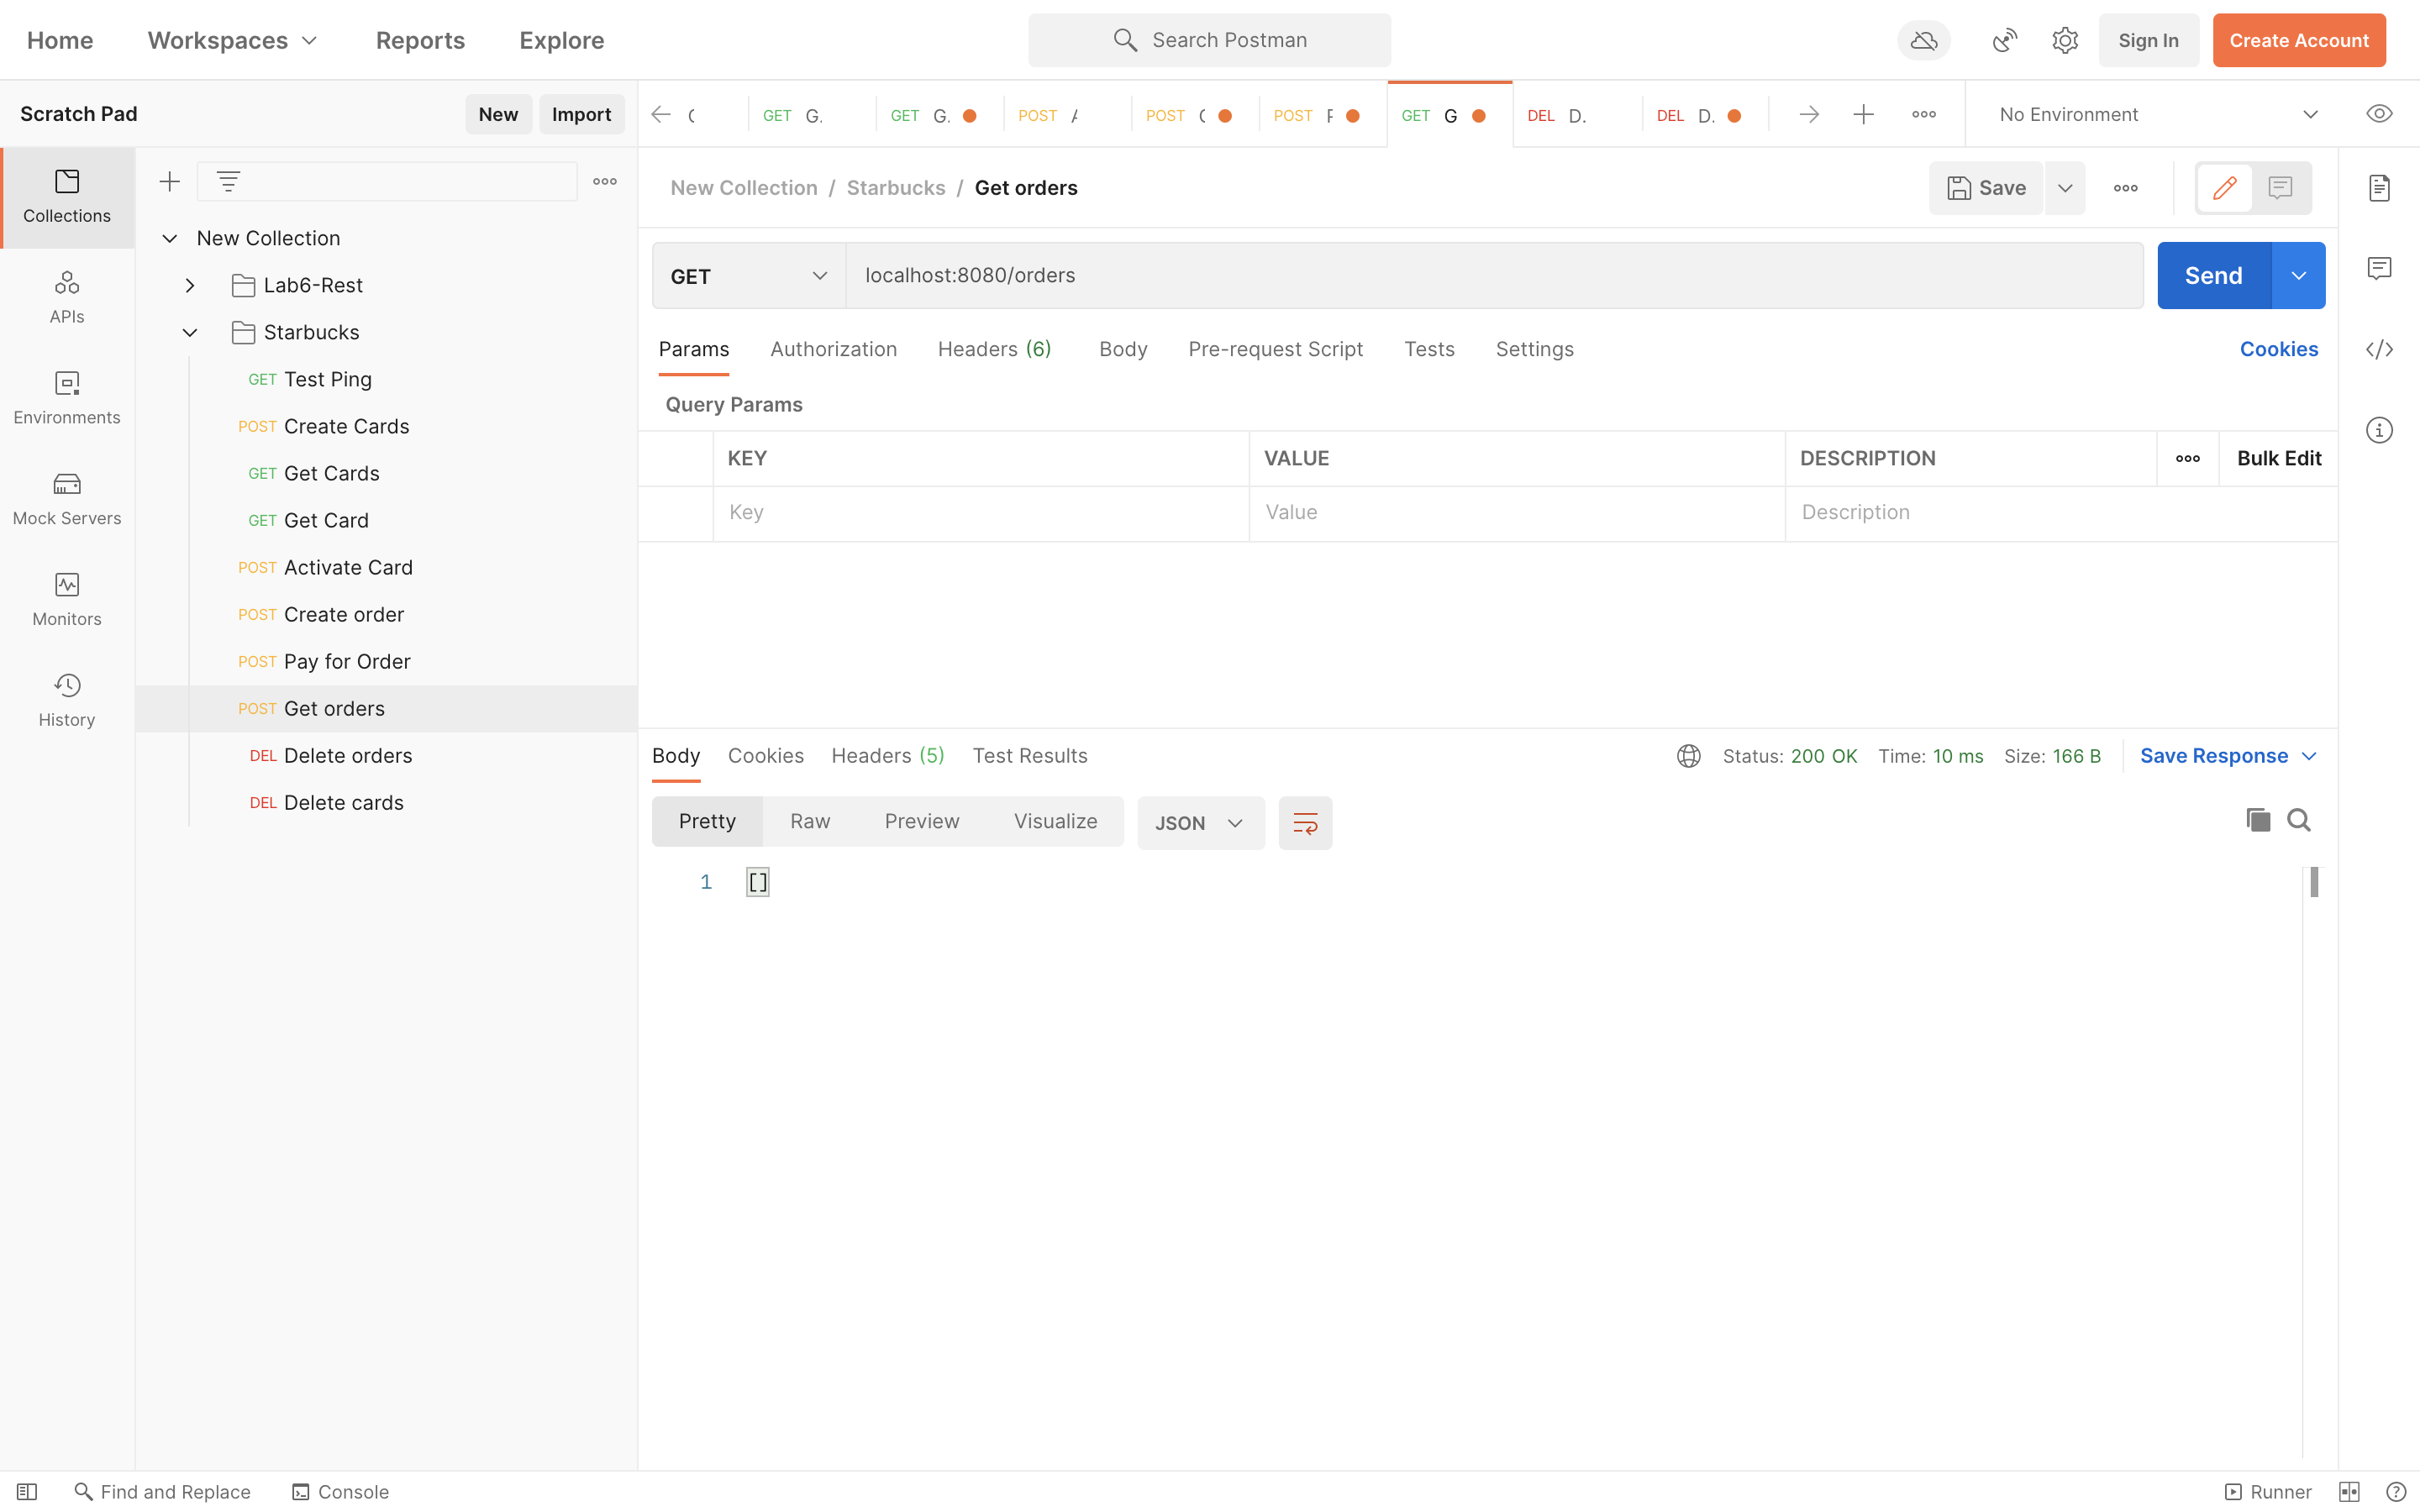 Home Workspaces Reports Explore Search Postman Sign In Create Account
Scratch Pad New Import
GET G. GET G. POST POST POST GET G DEL D. DEL D. No Environment
Collections
APIs
Environments
Mock Servers
Monitors
History
New Collection
Lab6-Rest
Starbucks
GET Test Ping
POST Create Cards
GET Get Cards
GET Get Card
POST Activate Card
POST Create order
POST Pay for Order
POST Get orders
DEL Delete orders
DEL Delete cards
New Collection / Starbucks / Get orders Save
GET localhost:8080/orders Send
Params Authorization Headers (6) Body Pre-request Script Tests Settings Cookies
Query Params
KEY VALUE DESCRIPTION Bulk Edit
Key Value Description
Body Cookies Headers (5) Test Results Status: 200 OK Time: 10 ms Size: 166 B Save Response
Pretty Raw Preview Visualize JSON
1 []
Find and Replace Console Runner